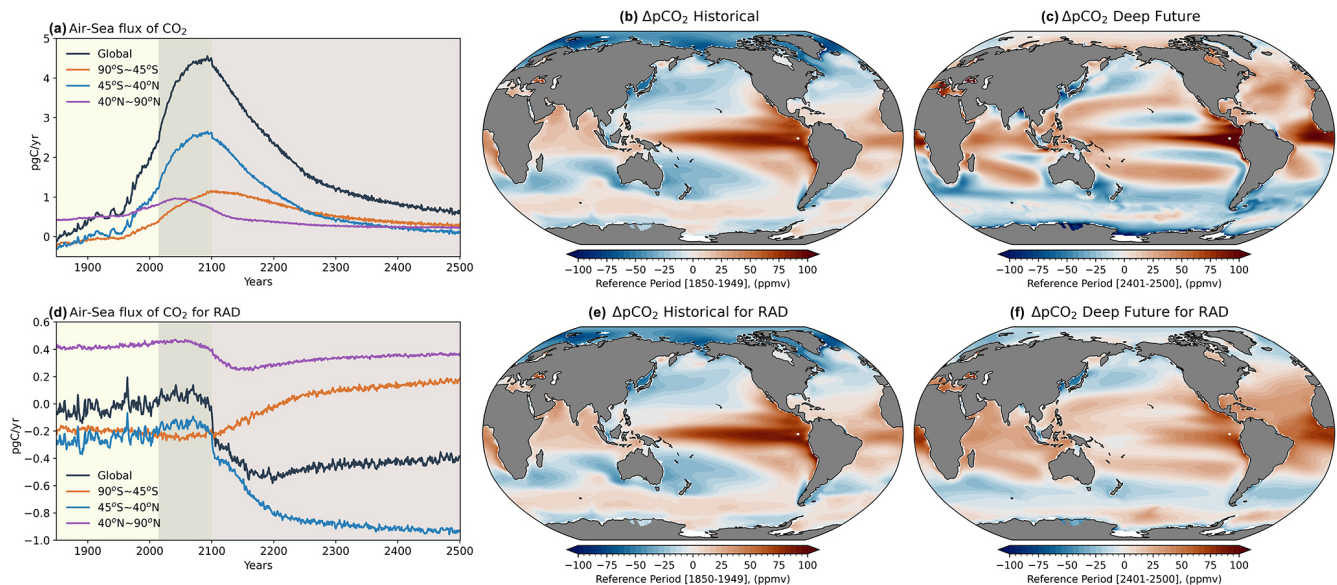 (a) Air-Sea flux of CO₂
5
4
3
2
1
0
pgC/yr
Global
90°S~45°S
45°S~40°N
40°N~90°N
1900 2000 2100 2200 2300 2400 2500
Years
(b) ΔpCO₂ Historical
−100 −75 −50 −25 0 25 50 75 100
Reference Period [1850-1949], (ppmv)
(c) ΔpCO₂ Deep Future
−100 −75 −50 −25 0 25 50 75 100
Reference Period [2401-2500], (ppmv)
(d) Air-Sea flux of CO₂ for RAD
0.6
0.4
0.2
0.0
−0.2
−0.4
−0.6
−0.8
−1.0
pgC/yr
Global
90°S~45°S
45°S~40°N
40°N~90°N
1900 2000 2100 2200 2300 2400 2500
Years
(e) ΔpCO₂ Historical for RAD
−100 −75 −50 −25 0 25 50 75 100
Reference Period [1850-1949], (ppmv)
(f) ΔpCO₂ Deep Future for RAD
−100 −75 −50 −25 0 25 50 75 100
Reference Period [2401-2500], (ppmv)